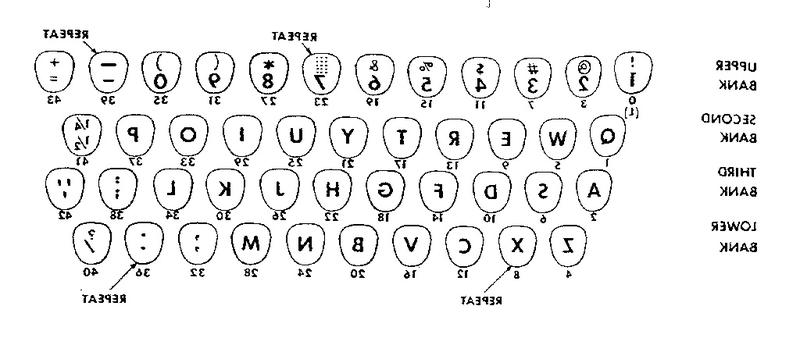 REPEAT REPEAT
UPPER ! @ # $ % & * ( ) — +
BANK 1 2 3 4 5 6 7 8 9 0 – =
0 3 7 11 15 19 23 27 31 35 39 43
(1)
SECOND ¼
BANK Q W E R T Y U I O P ½
1 5 9 13 17 21 25 29 33 37 41
THIRD : "
BANK A S D F G H J K L ; '
2 6 10 14 18 22 26 30 34 38 42
LOWER , . ?
BANK Z X C V B N M , . /
4 8 12 16 20 24 28 32 36 40
REPEAT REPEAT